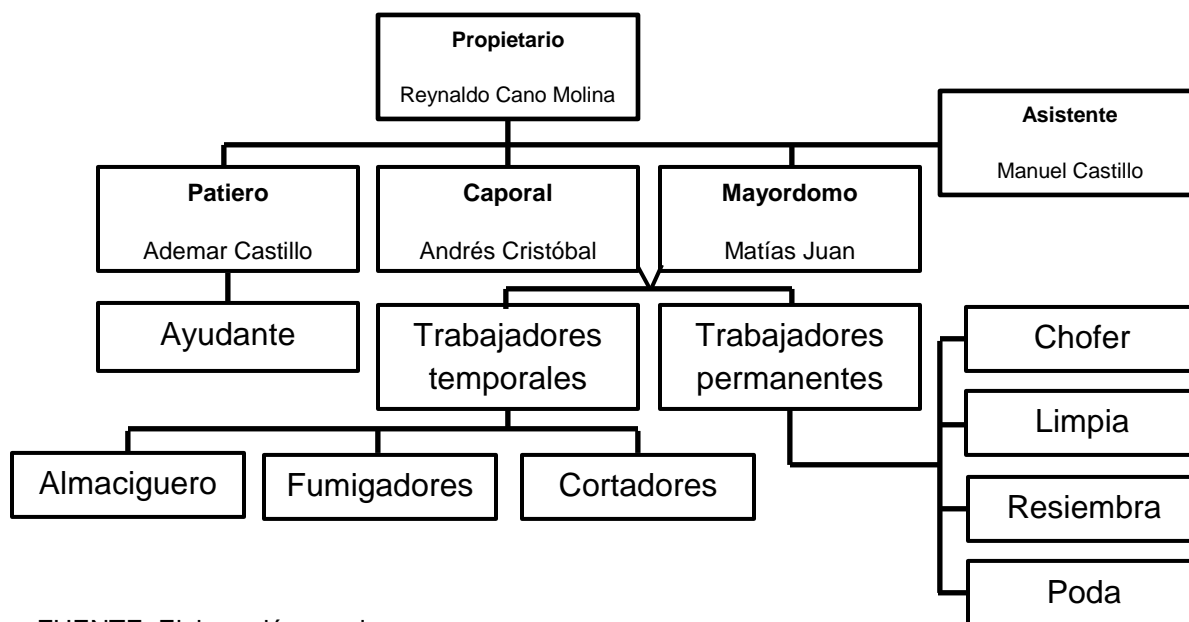 Propietario
Reynaldo Cano Molina
Asistente
Manuel Castillo
Patiero
Ademar Castillo
Caporal
Andrés Cristóbal
Mayordomo
Matías Juan
Ayudante
Trabajadores
temporales
Trabajadores
permanentes
Chofer
Limpia
Resiembra
Poda
Almaciguero
Fumigadores
Cortadores